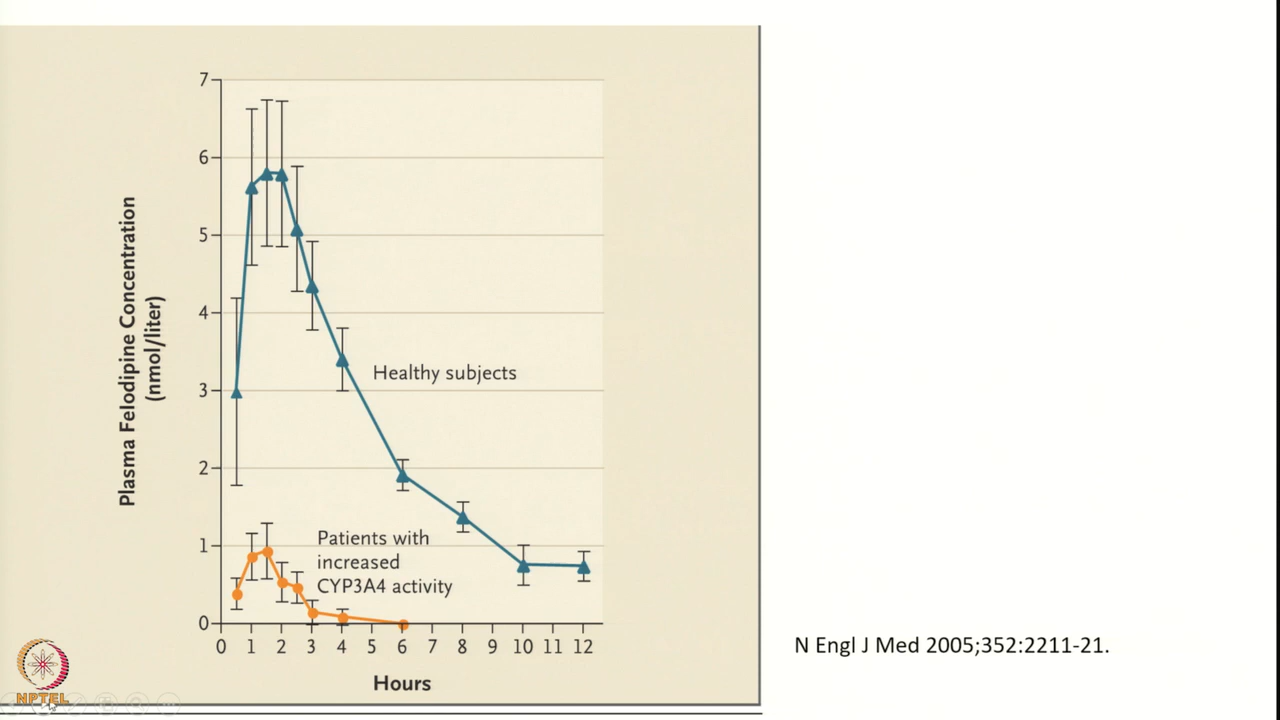 7
6
5
4
3
2
1
0
Plasma Felodipine Concentration
(nmol/liter)
Healthy subjects
Patients with
increased
CYP3A4 activity
0 1 2 3 4 5 6 7 8 9 10 11 12
Hours
N Engl J Med 2005;352:2211-21.
NPTEL